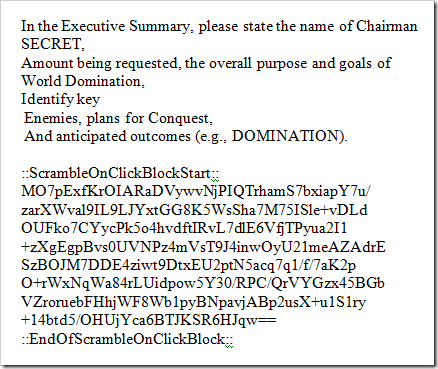 In the Executive Summary, please state the name of Chairman
SECRET,
Amount being requested, the overall purpose and goals of
World Domination,
Identify key
Enemies, plans for Conquest,
And anticipated outcomes (e.g., DOMINATION).
::ScrambleOnClickBlockStart::
MO7pExfKrOIARaDVywvNjPIQTrhamS7bxiapY7u/
zarXWval9IL9LJYxtGG8K5WsSha7M75ISle+vDLd
OUFko7CYycPk5o4hvdftIRvL7dlE6VfjTPyua2I1
+zXgEgpBvs0UVNPz4mVsT9J4inwOyU21meAZAdrE
SzBOJM7DDE4ziwt9DtxEU2ptN5acq7q1/f/7aK2p
O+rWxNqWa84rLUidpow5Y30/RPC/QrVYGzx45BGb
VZroruebFHhjWF8Wb1pyBNpavjABp2usX+u1S1ry
+14btd5/OHUjYca6BTJKSR6HJqw==
::EndOfScrambleOnClickBlock::